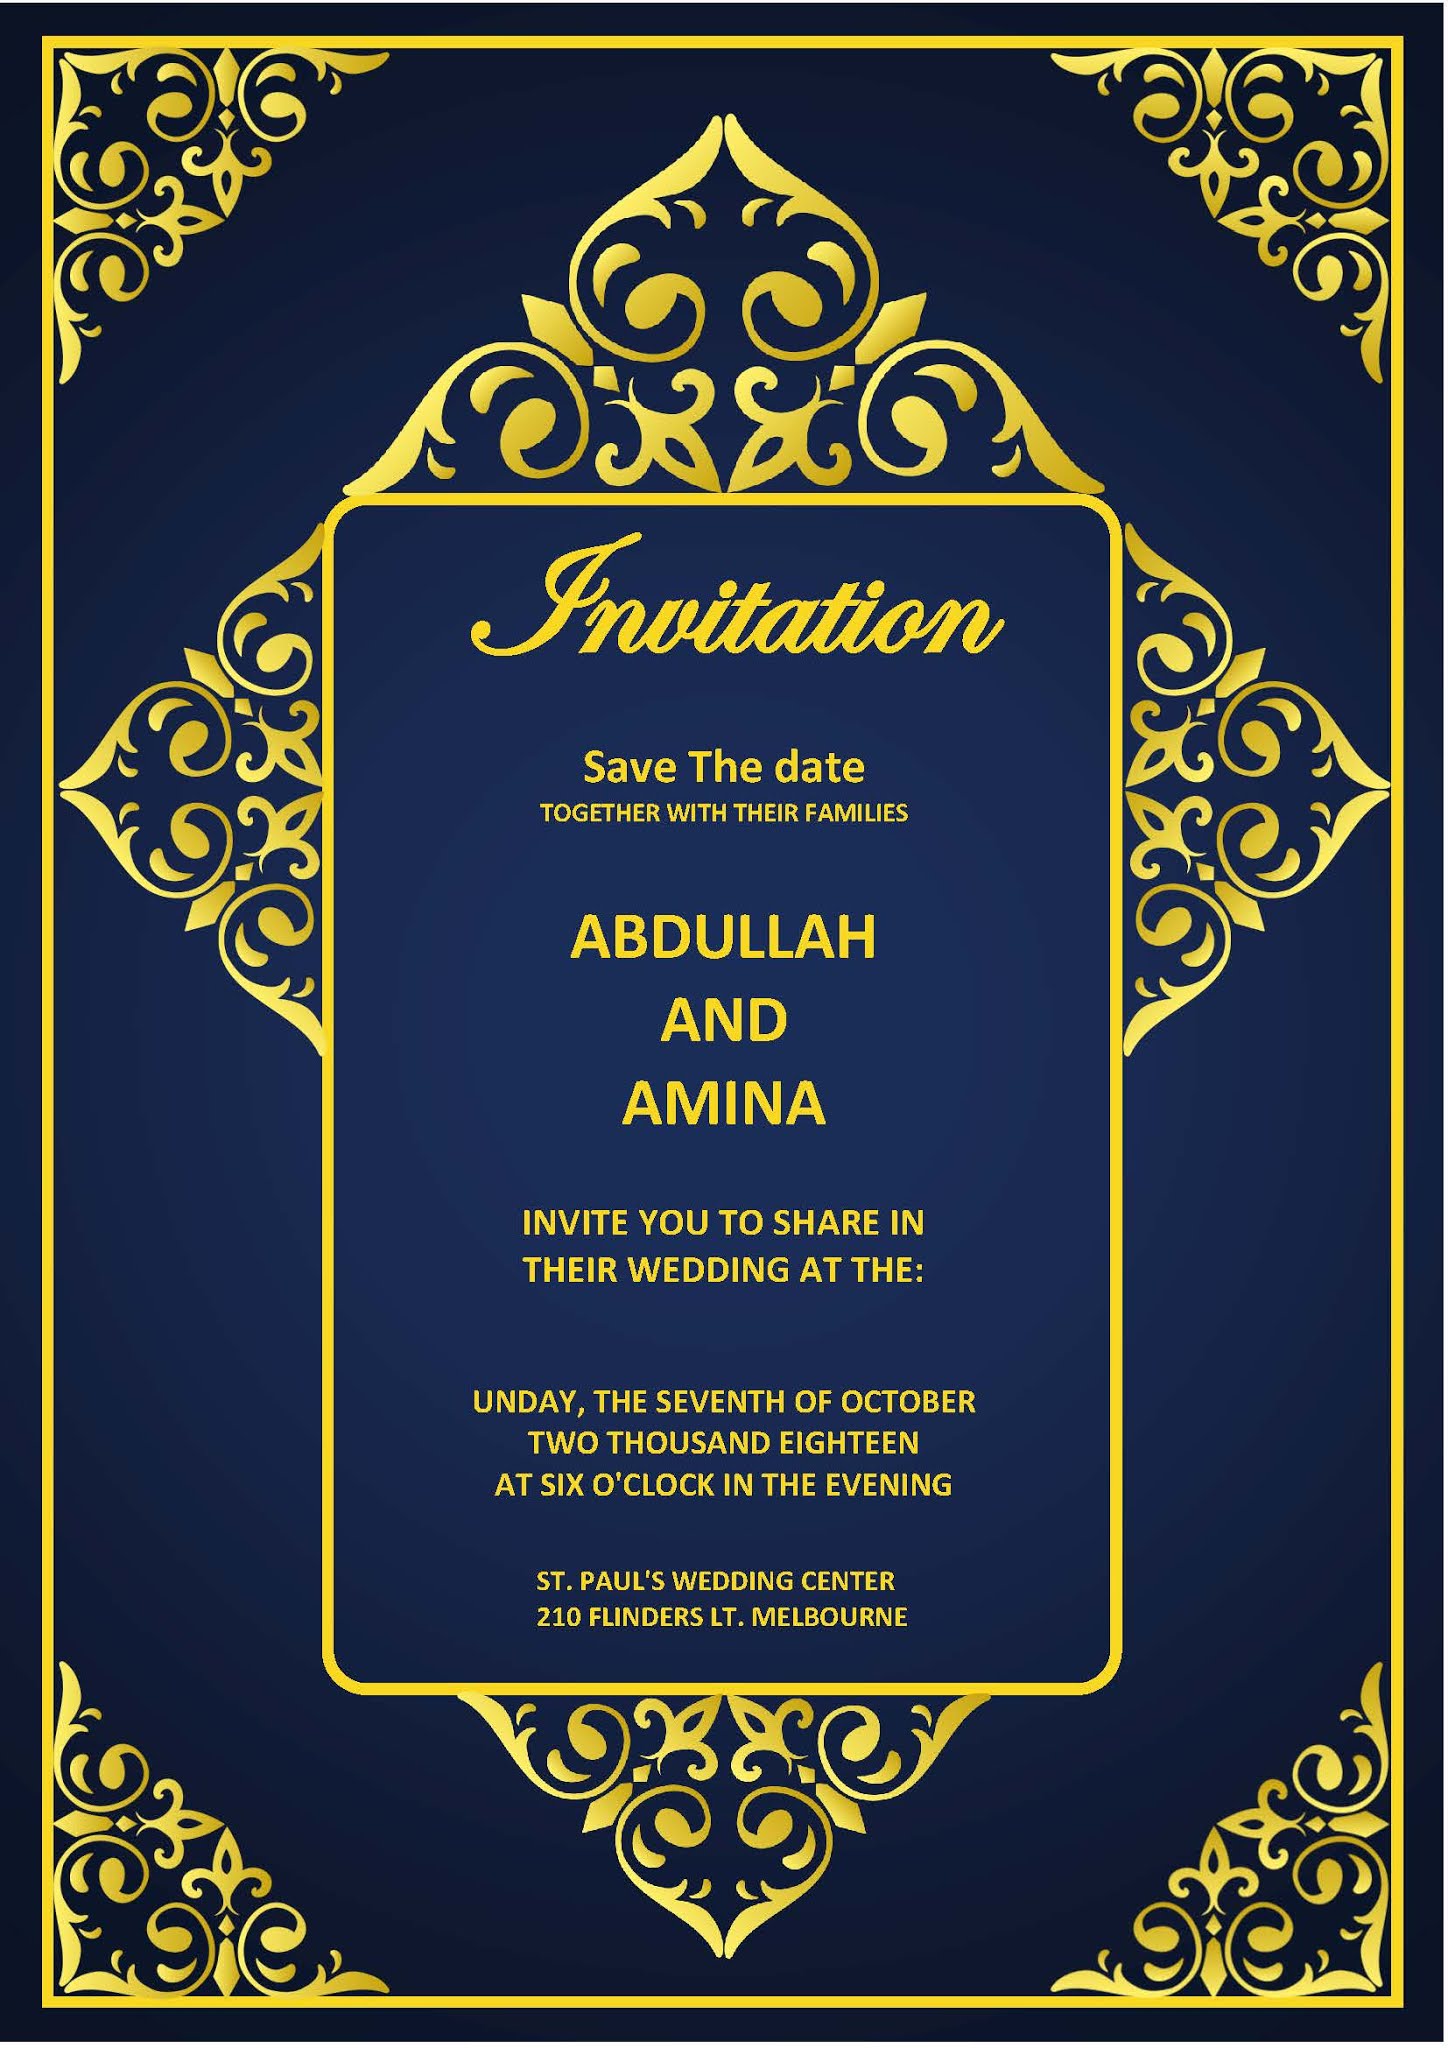 Invitation
Save The date
TOGETHER WITH THEIR FAMILIES
ABDULLAH
AND
AMINA
INVITE YOU TO SHARE IN
THEIR WEDDING AT THE:
UNDAY, THE SEVENTH OF OCTOBER
TWO THOUSAND EIGHTEEN
AT SIX O'CLOCK IN THE EVENING
ST. PAUL'S WEDDING CENTER
210 FLINDERS LT. MELBOURNE